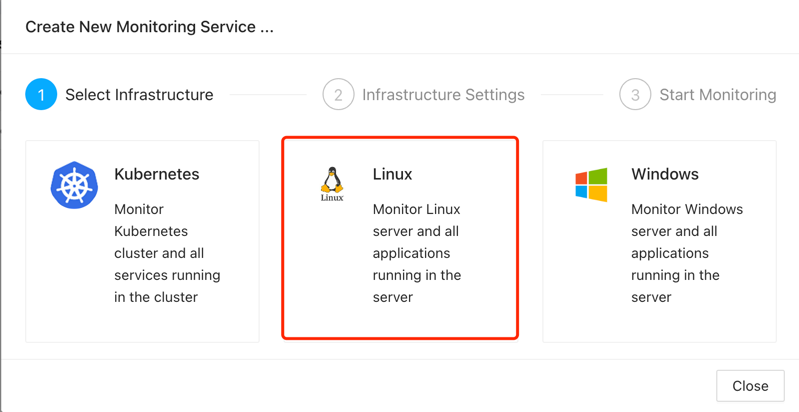 Create New Monitoring Service ...
1 Select Infrastructure
2 Infrastructure Settings
3 Start Monitoring
Kubernetes
Monitor
Kubernetes
cluster and all
services running
in the cluster
Linux
Linux
Monitor Linux
server and all
applications
running in the
server
Windows
Monitor Windows
server and all
applications
running in the
server
Close